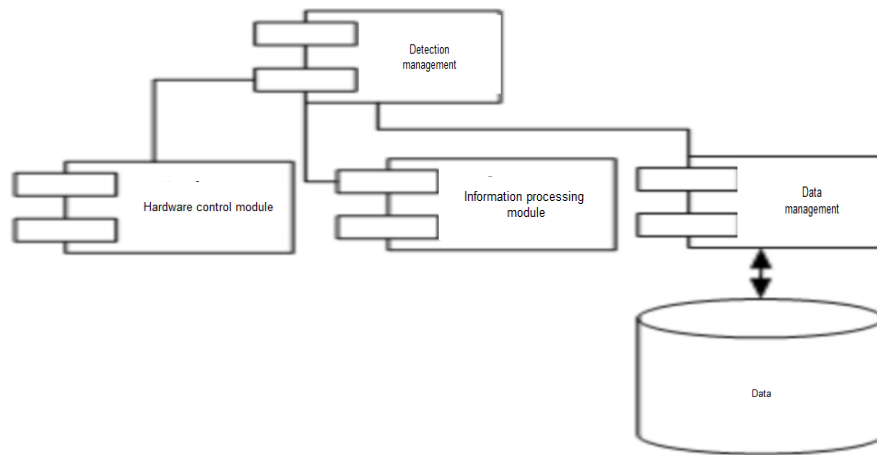 Detection
management
Hardware control module
Information processing
module
Data
management
Data